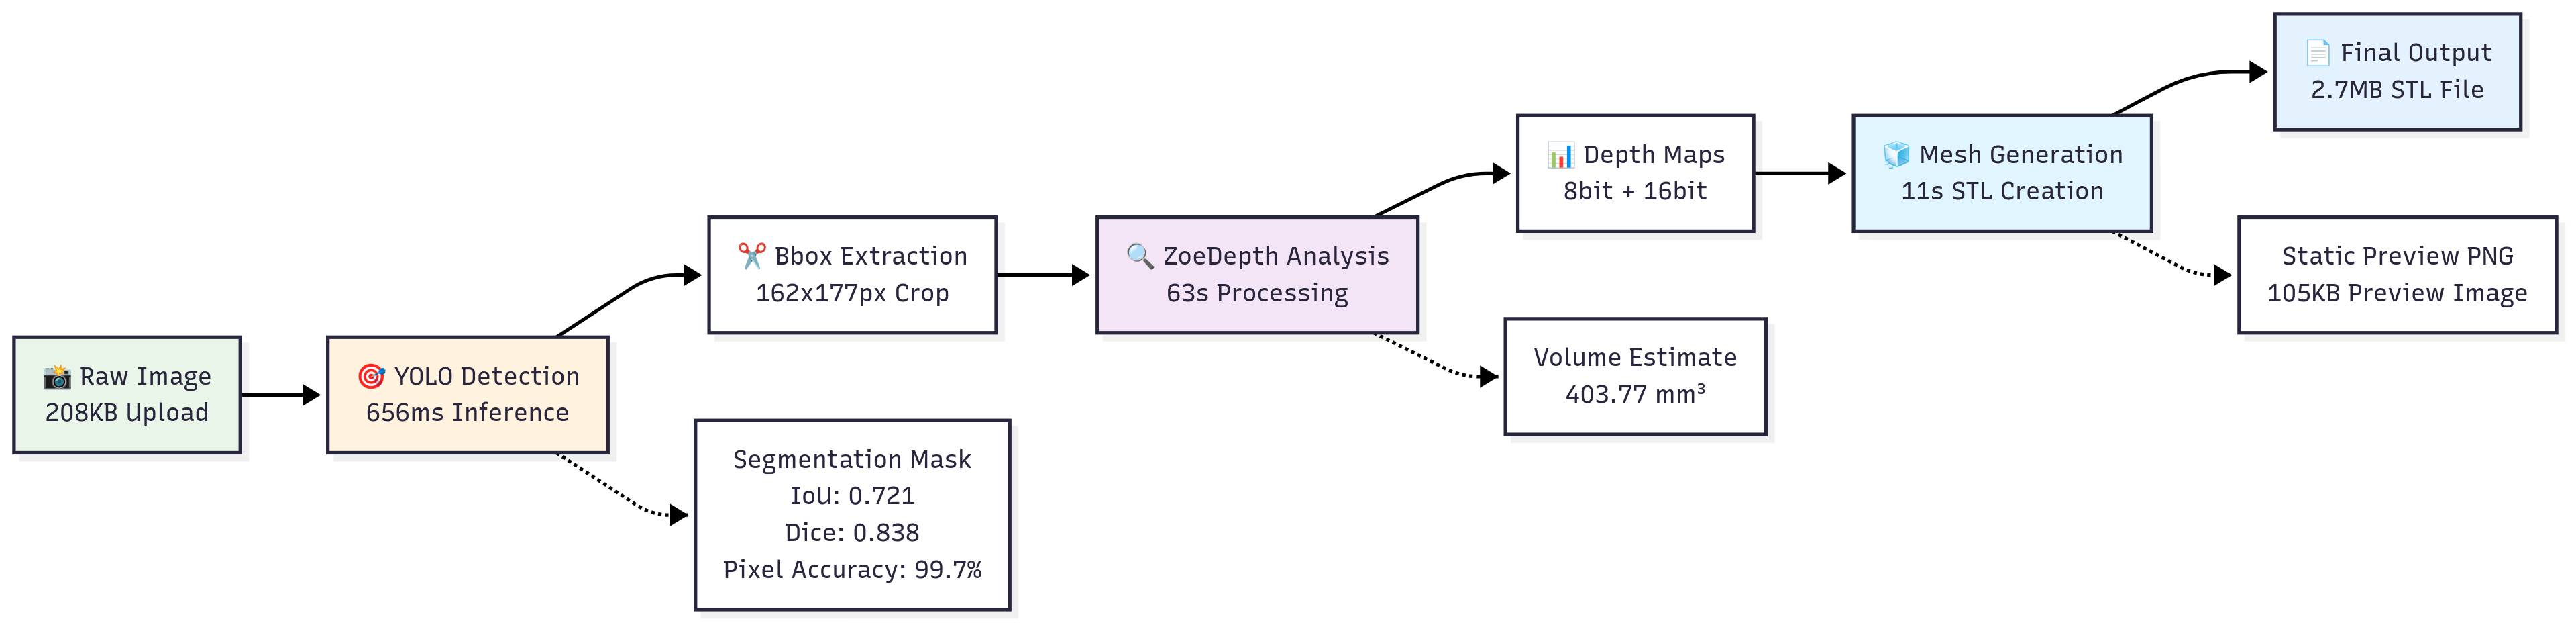 📸 Raw Image
208KB Upload
🎯 YOLO Detection
656ms Inference
✂️ Bbox Extraction
162x177px Crop
Segmentation Mask
IoU: 0.721
Dice: 0.838
Pixel Accuracy: 99.7%
🔍 ZoeDepth Analysis
63s Processing
📊 Depth Maps
8bit + 16bit
Volume Estimate
403.77 mm³
🧊 Mesh Generation
11s STL Creation
📄 Final Output
2.7MB STL File
Static Preview PNG
105KB Preview Image